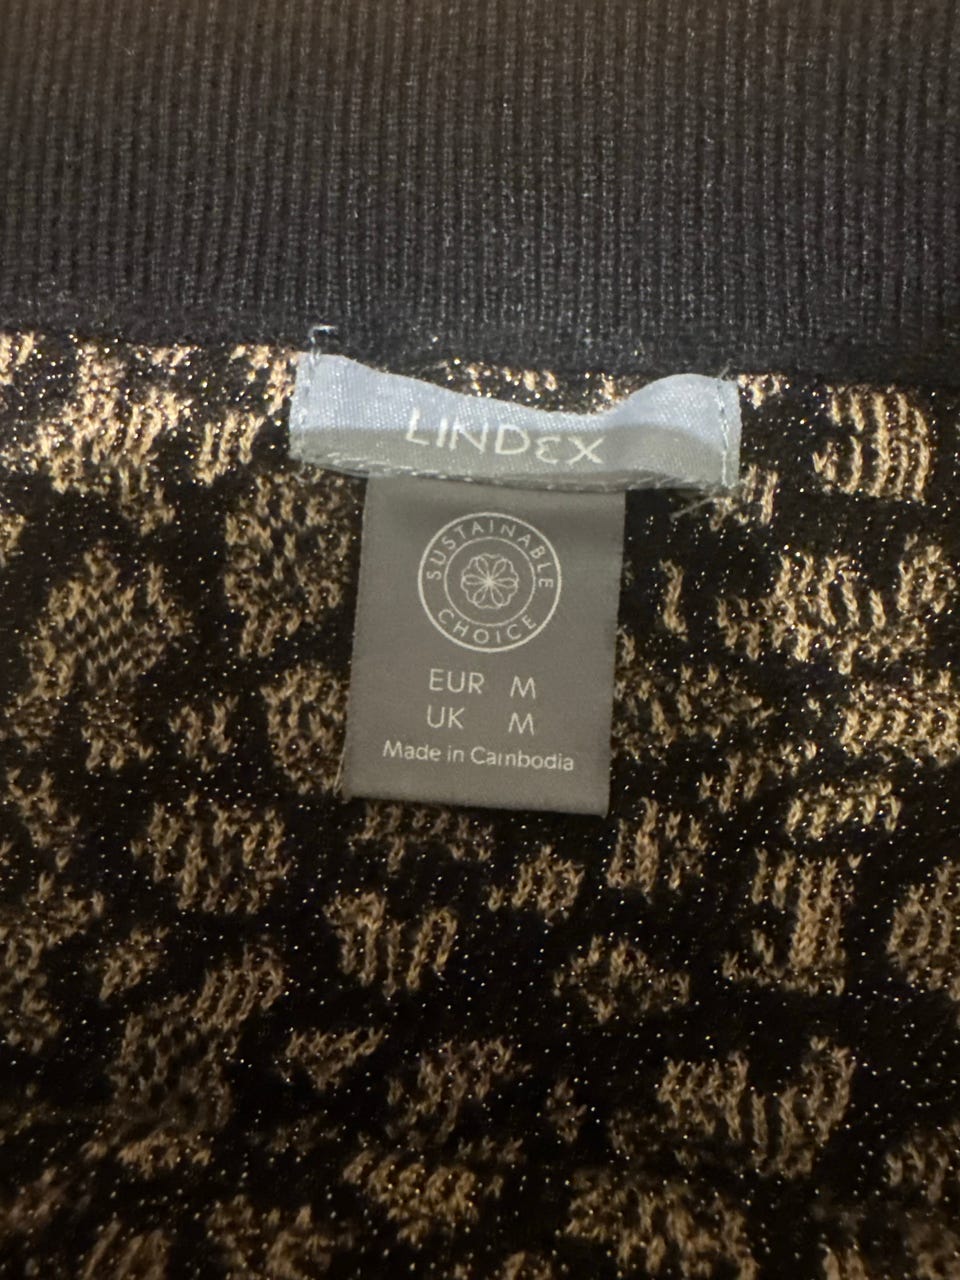 LINDEX
SUSTAINABLE
CHOICE
EUR M
UK M
Made in Cambodia